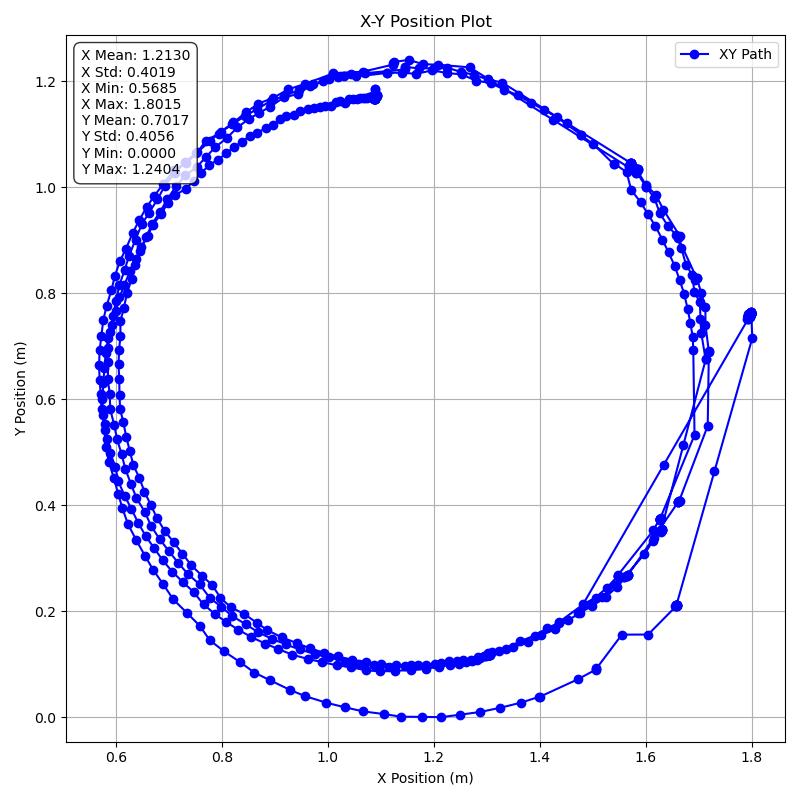 X-Y Position Plot
X Mean: 1.2130
X Std: 0.4019
X Min: 0.5685
X Max: 1.8015
Y Mean: 0.7017
Y Std: 0.4056
Y Min: 0.0000
Y Max: 1.2404
XY Path
Y Position (m)
1.2
1.0
0.8
0.6
0.4
0.2
0.0
0.6 0.8 1.0 1.2 1.4 1.6 1.8
X Position (m)